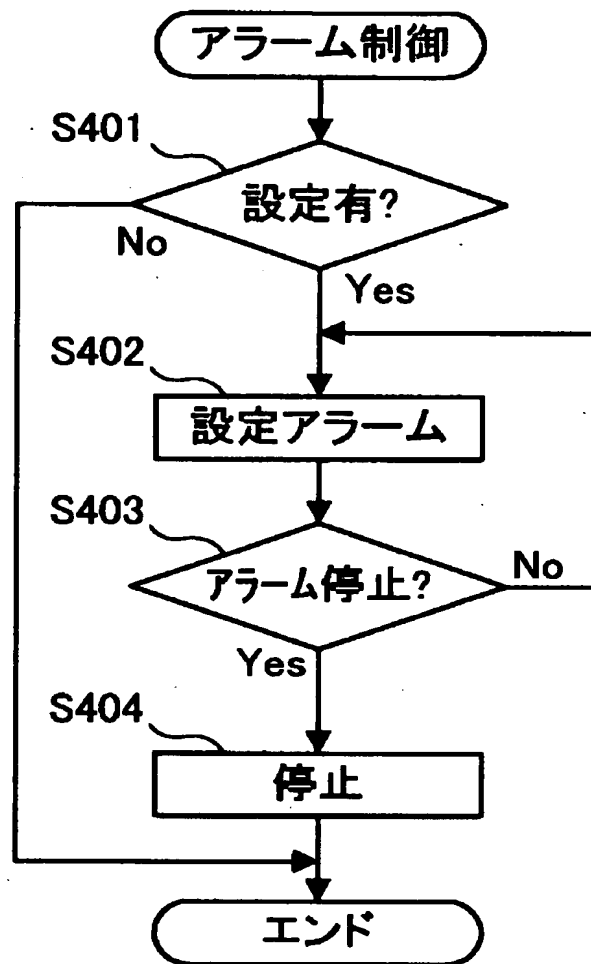 アラーム制御
S401
設定有?
No
Yes
S402
設定アラーム
S403
アラーム停止?
No
Yes
S404
停止
エンド